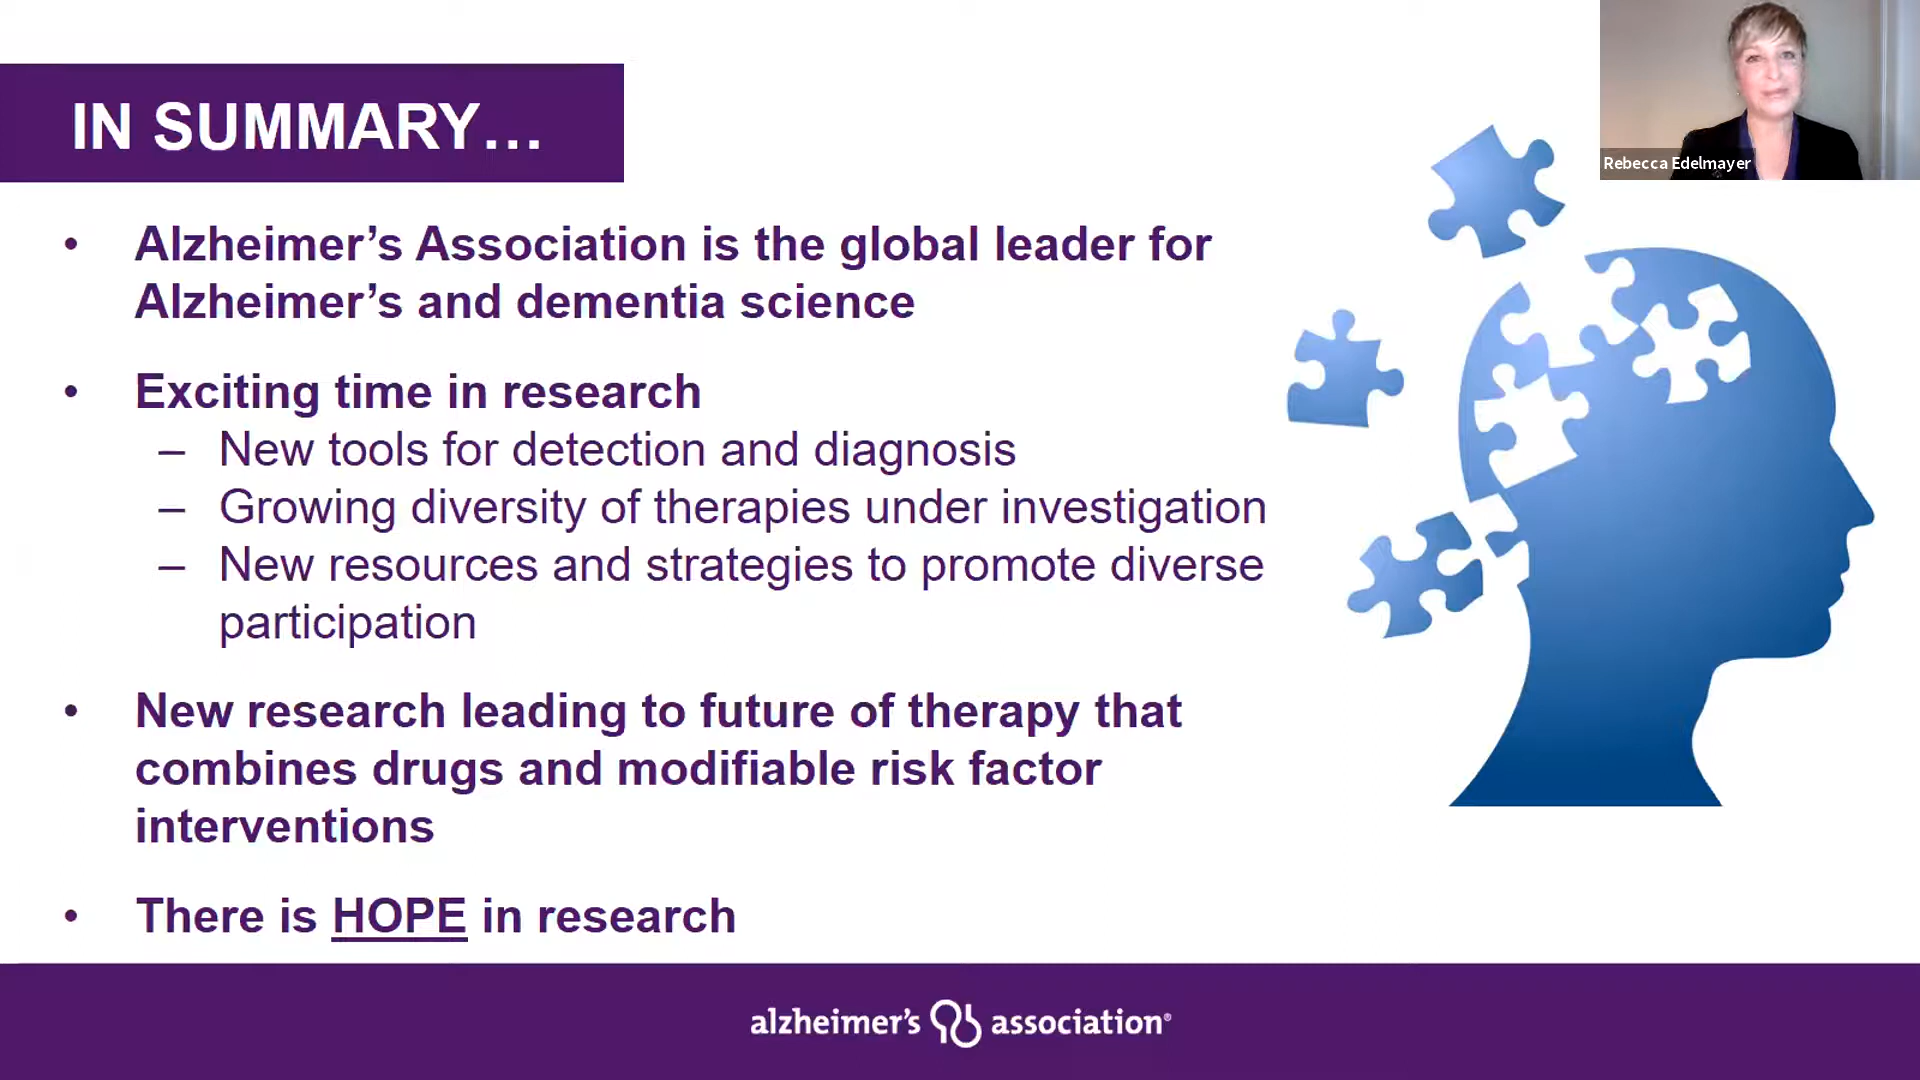 IN SUMMARY…
Rebecca Edelmayer
• Alzheimer’s Association is the global leader for
Alzheimer’s and dementia science
• Exciting time in research
– New tools for detection and diagnosis
– Growing diversity of therapies under investigation
– New resources and strategies to promote diverse
participation
• New research leading to future of therapy that
combines drugs and modifiable risk factor
interventions
• There is HOPE in research
alzheimer’s association®